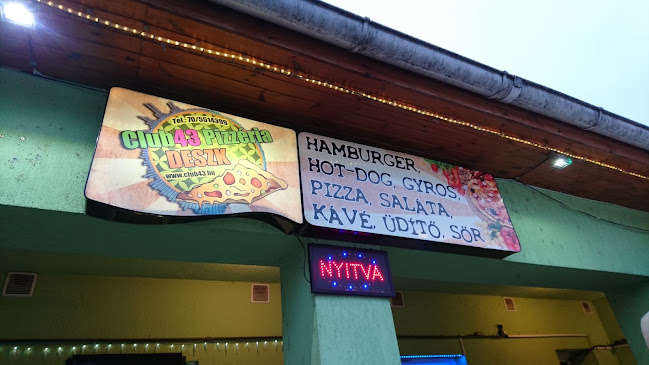 Tel.: 70/5514399
Club43 Pizzéria
DESZK
www.club43.hu
HAMBURGER,
HOT-DOG, GYROS,
PIZZA, SALÁTA,
KÁVÉ, ÜDÍTŐ, SÖR
NYITVA